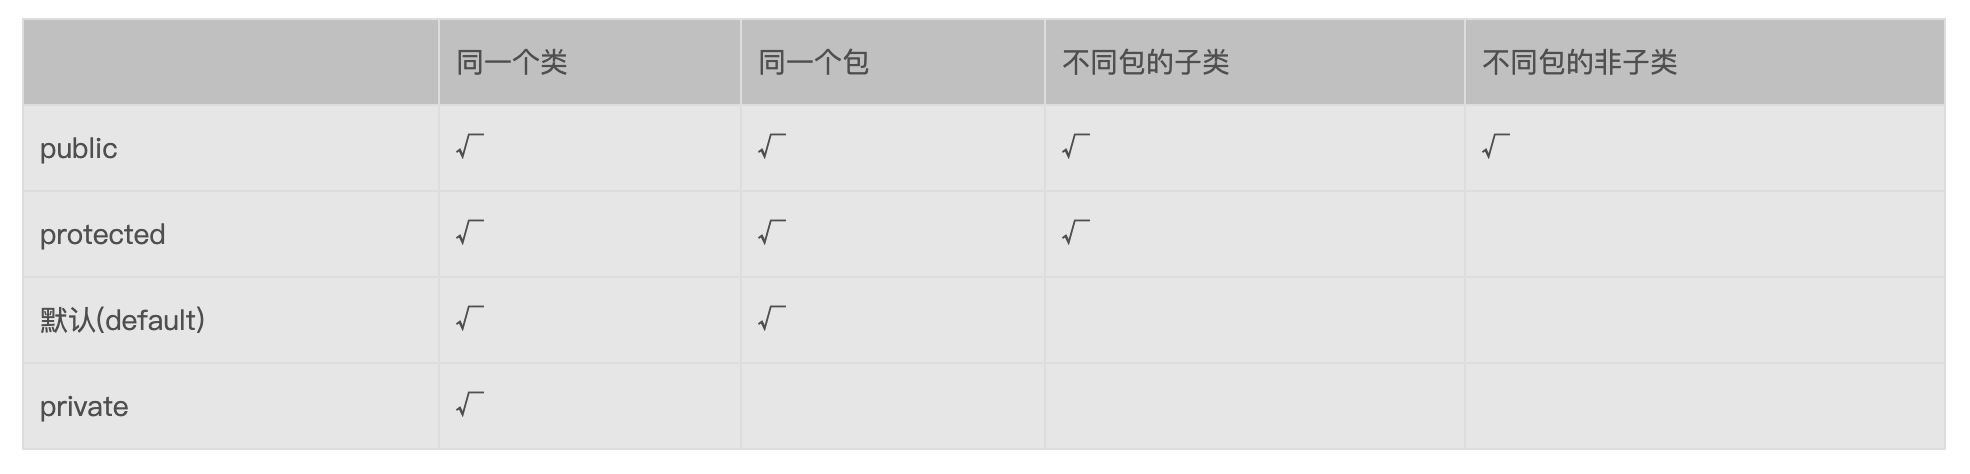 同一个类 同一个包 不同包的子类 不同包的非子类
public √ √ √ √
protected √ √ √
默认(default) √ √
private √